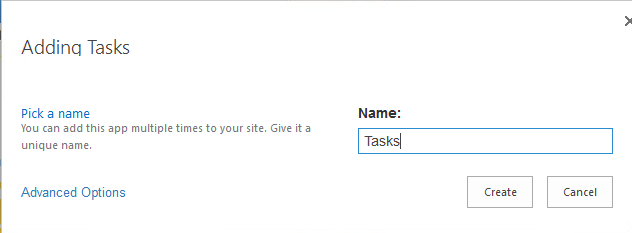 Adding Tasks
Pick a name
You can add this app multiple times to your site. Give it a
unique name.
Name:
Tasks
Advanced Options
Create
Cancel